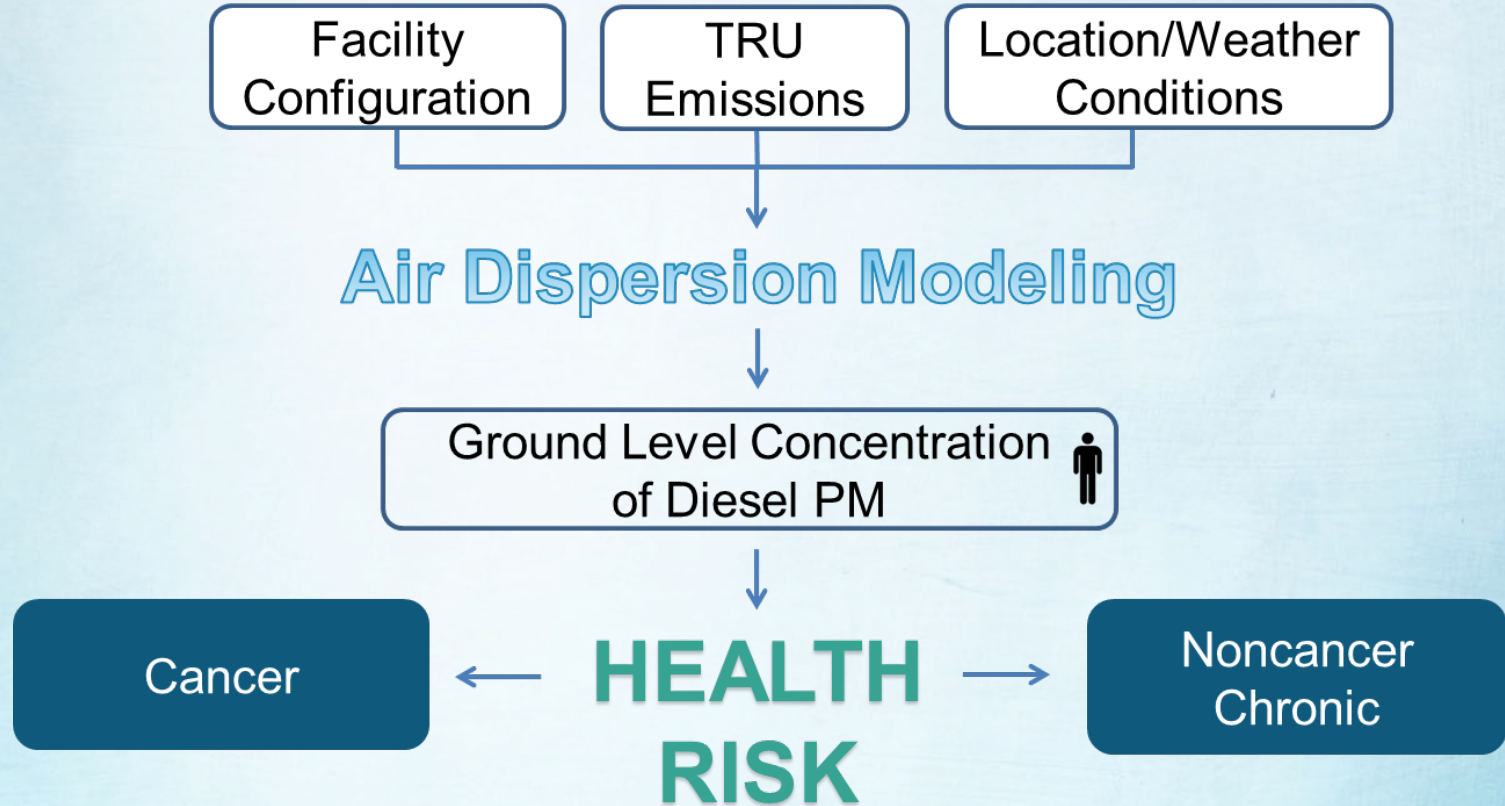 Facility
Configuration
TRU
Emissions
Location/Weather
Conditions
Air Dispersion Modeling
Ground Level Concentration
of Diesel PM
Cancer
HEALTH
RISK
Noncancer
Chronic